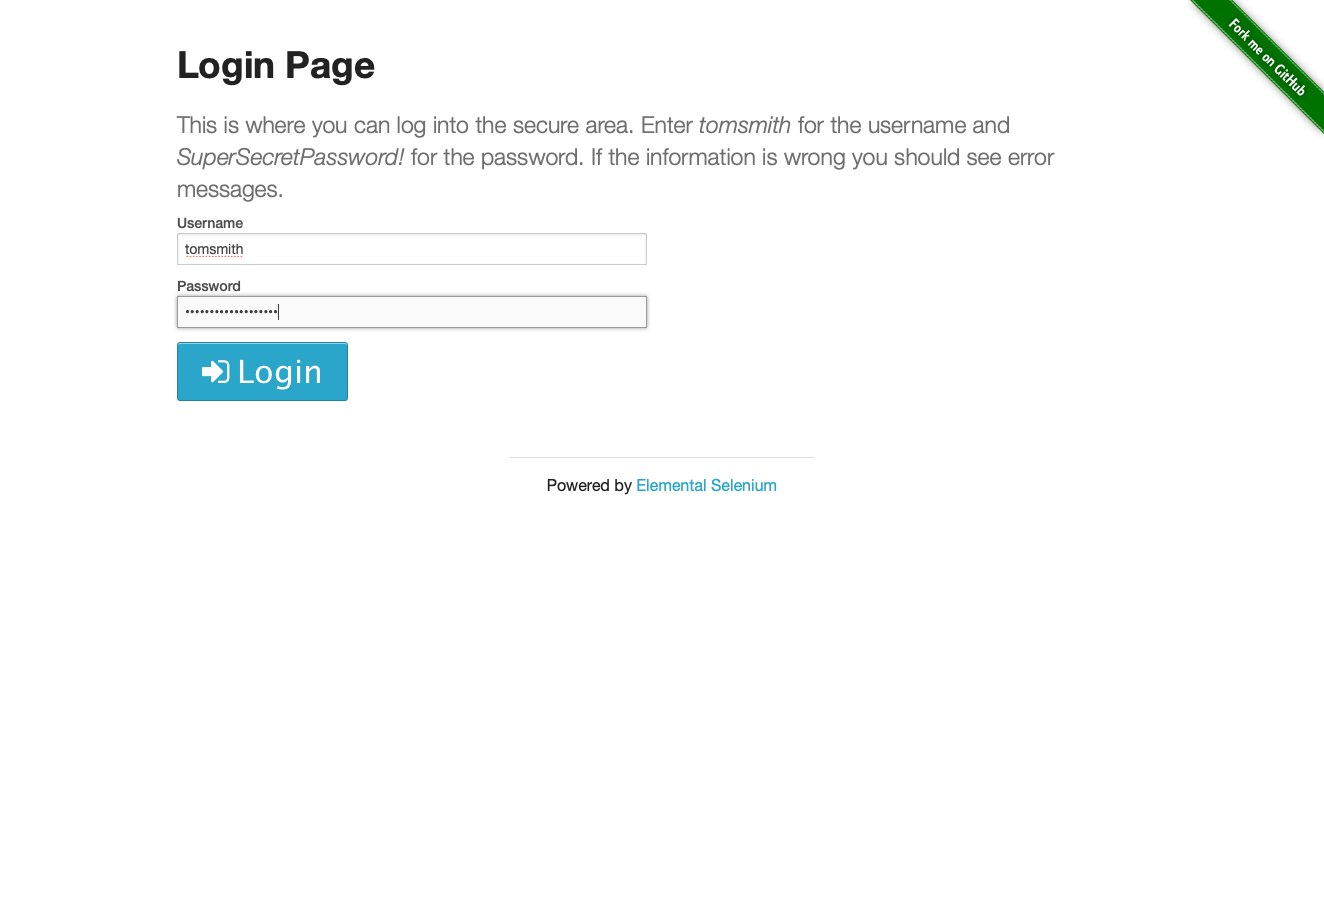 Fork me on GitHub
Login Page
This is where you can log into the secure area. Enter tomsmith for the username and
SuperSecretPassword! for the password. If the information is wrong you should see error
messages.
Username
tomsmith
Password
•••••••••••••••••••
Login
Powered by Elemental Selenium